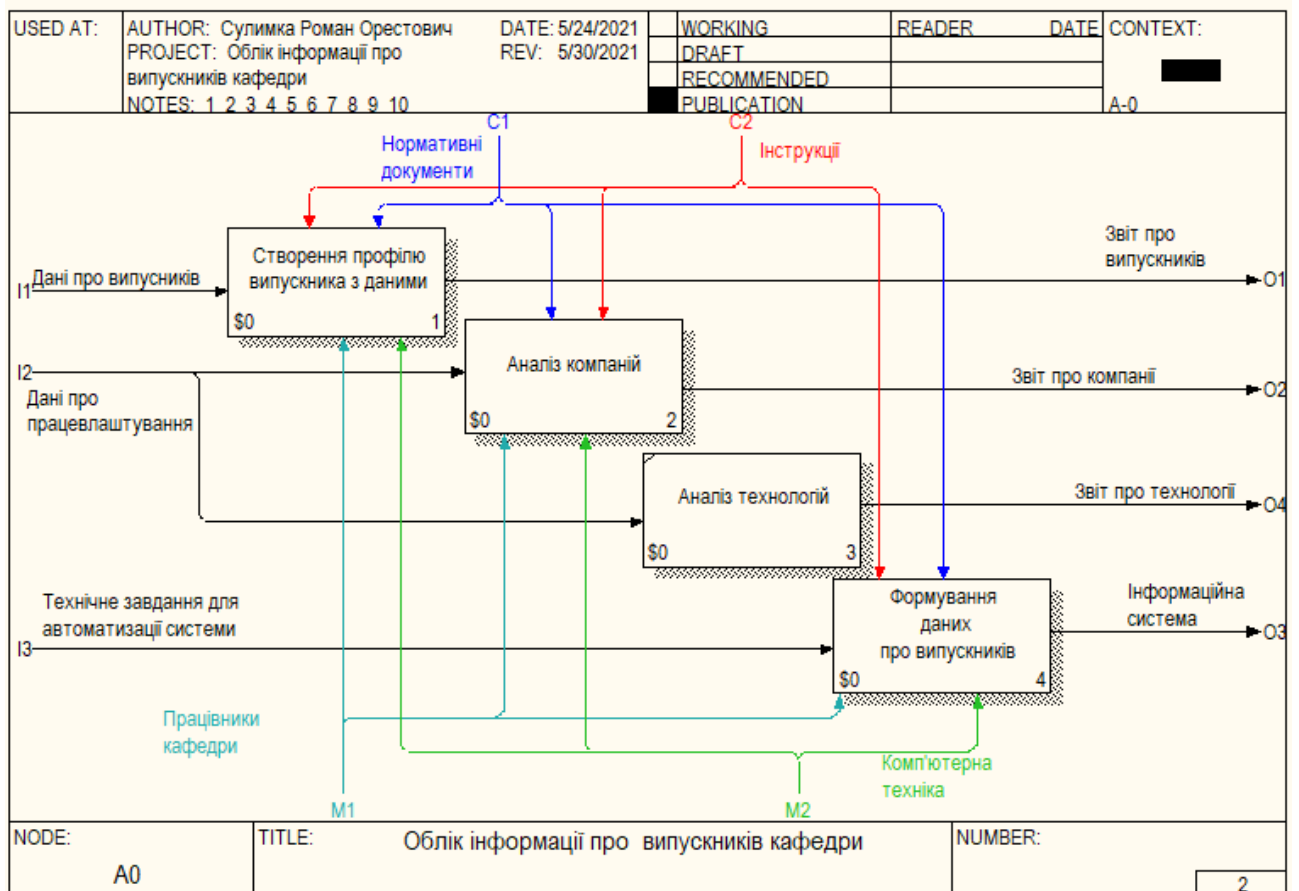 USED AT:
AUTHOR: Сулимка Роман Орестович
DATE: 5/24/2021
PROJECT: Облік інформації про
випускників кафедри
REV: 5/30/2021
NOTES: 1 2 3 4 5 6 7 8 9 10
WORKING
DRAFT
RECOMMENDED
PUBLICATION
READER
DATE
CONTEXT:
A-0
C1
C2
Нормативні
документи
Інструкції
Створення профілю
випускника з даними
$0
1
I1
Дані про випусників
Звіт про
випускників
O1
Аналіз компаній
$0
2
I2
Дані про
працевлаштування
Звіт про компанії
O2
Аналіз технологій
$0
3
Звіт про технології
O4
Технічне завдання для
автоматизації системи
I3
Формування
даних
про випускників
$0
4
Інформаційна
система
O3
Працівники
кафедри
Комп'ютерна
техніка
M1
M2
NODE:
A0
TITLE:
Облік інформації про випускників кафедри
NUMBER:
2